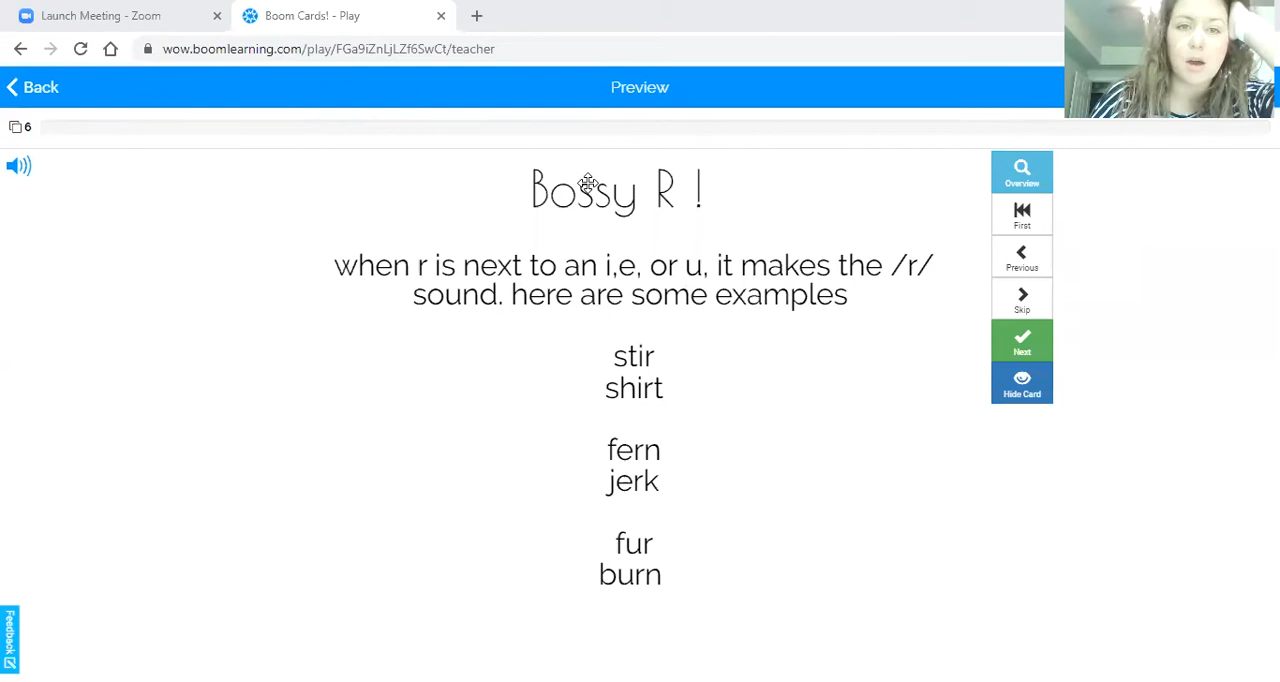 Launch Meeting - Zoom
Boom Cards! - Play
wow.boomlearning.com/play/FGa9iZnLjLZf6SwCt/teacher
Back
Preview
6
Bossy R !
when r is next to an i,e, or u, it makes the /r/
sound. here are some examples
stir
shirt
fern
jerk
fur
burn
Overview
First
Previous
Skip
Next
Hide Card
Feedback